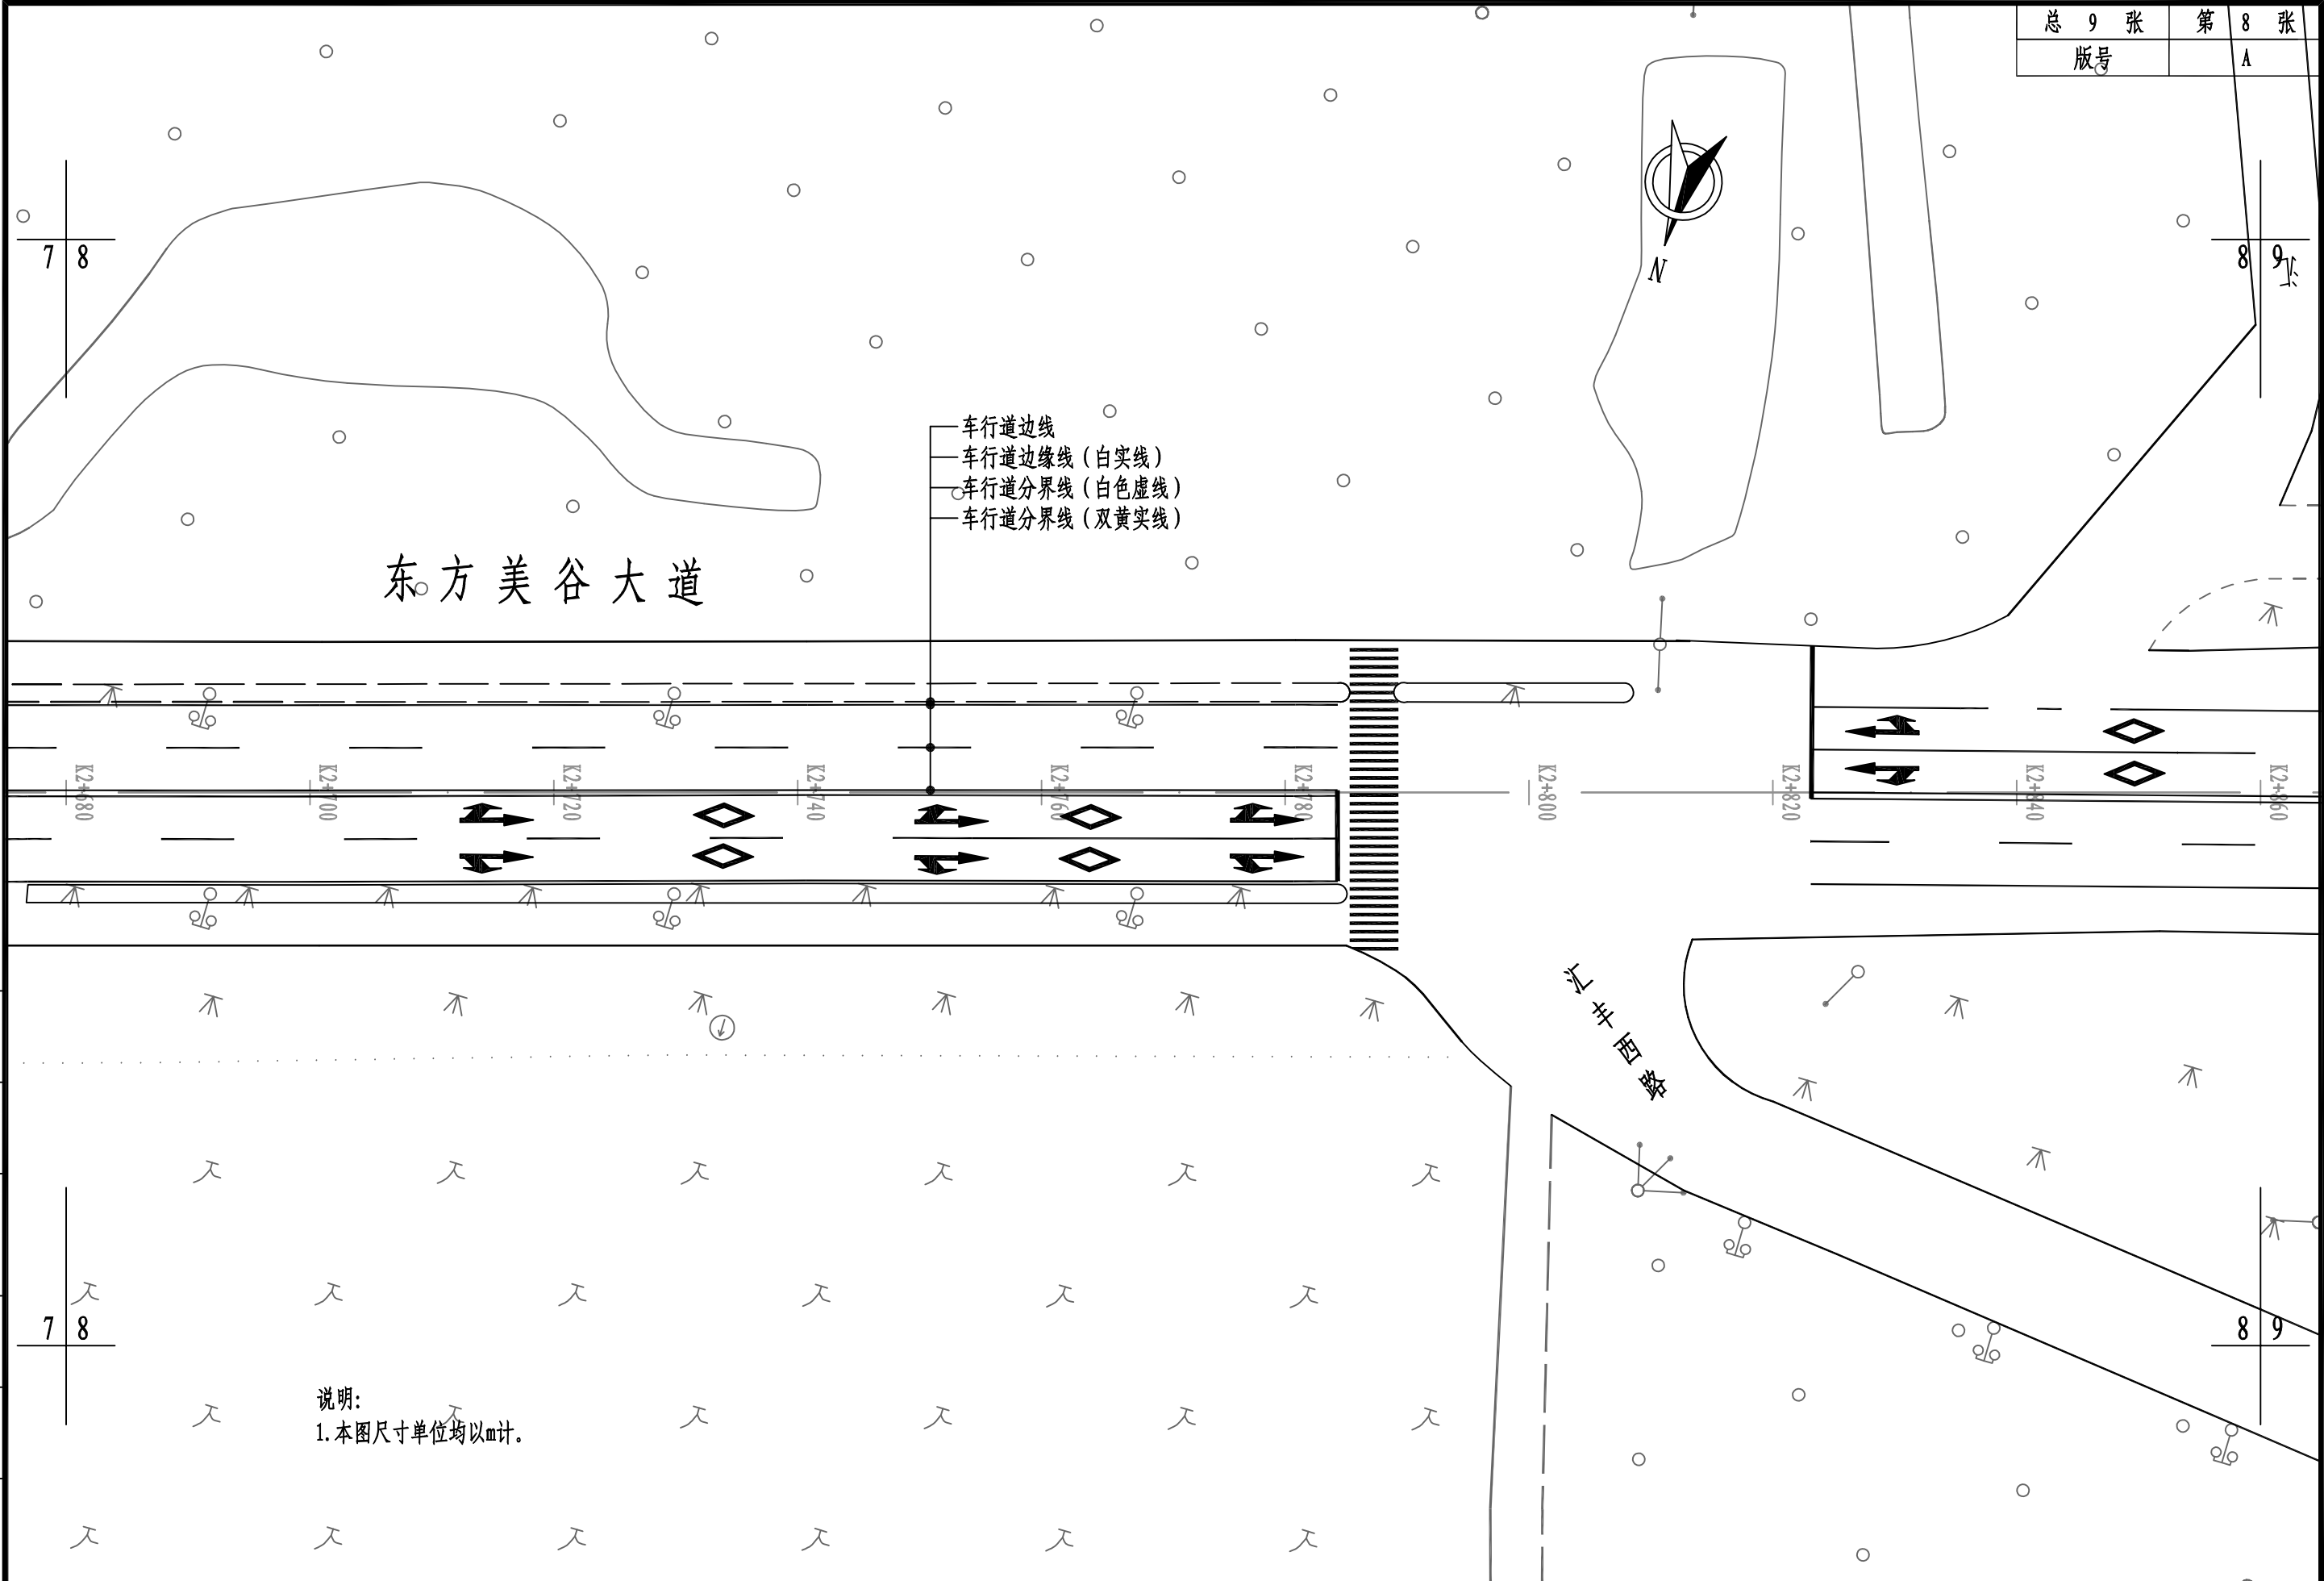 总 9 张 第 8 张
版号 A
N
7 8
8 9
车行道边线
车行道边缘线（白实线）
车行道分界线（白色虚线）
车行道分界线（双黄实线）
东方美谷大道
K2+680
K2+700
K2+720
K2+740
K2+760
K2+780
K2+800
K2+820
K2+840
K2+860
汇丰西路
7 8
8 9
说明:
1.本图尺寸单位均以m计。